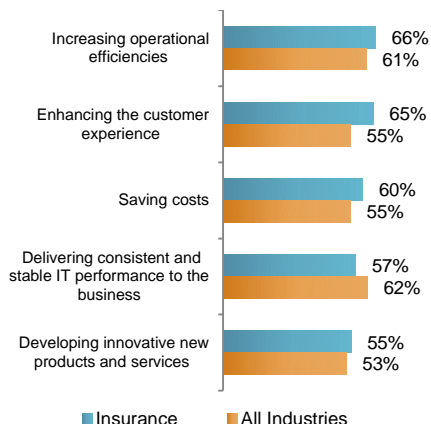 Increasing operational
efficiencies
66%
61%
Enhancing the customer
experience
65%
55%
Saving costs
60%
55%
Delivering consistent and
stable IT performance to the
business
57%
62%
Developing innovative new
products and services
55%
53%
Insurance All Industries